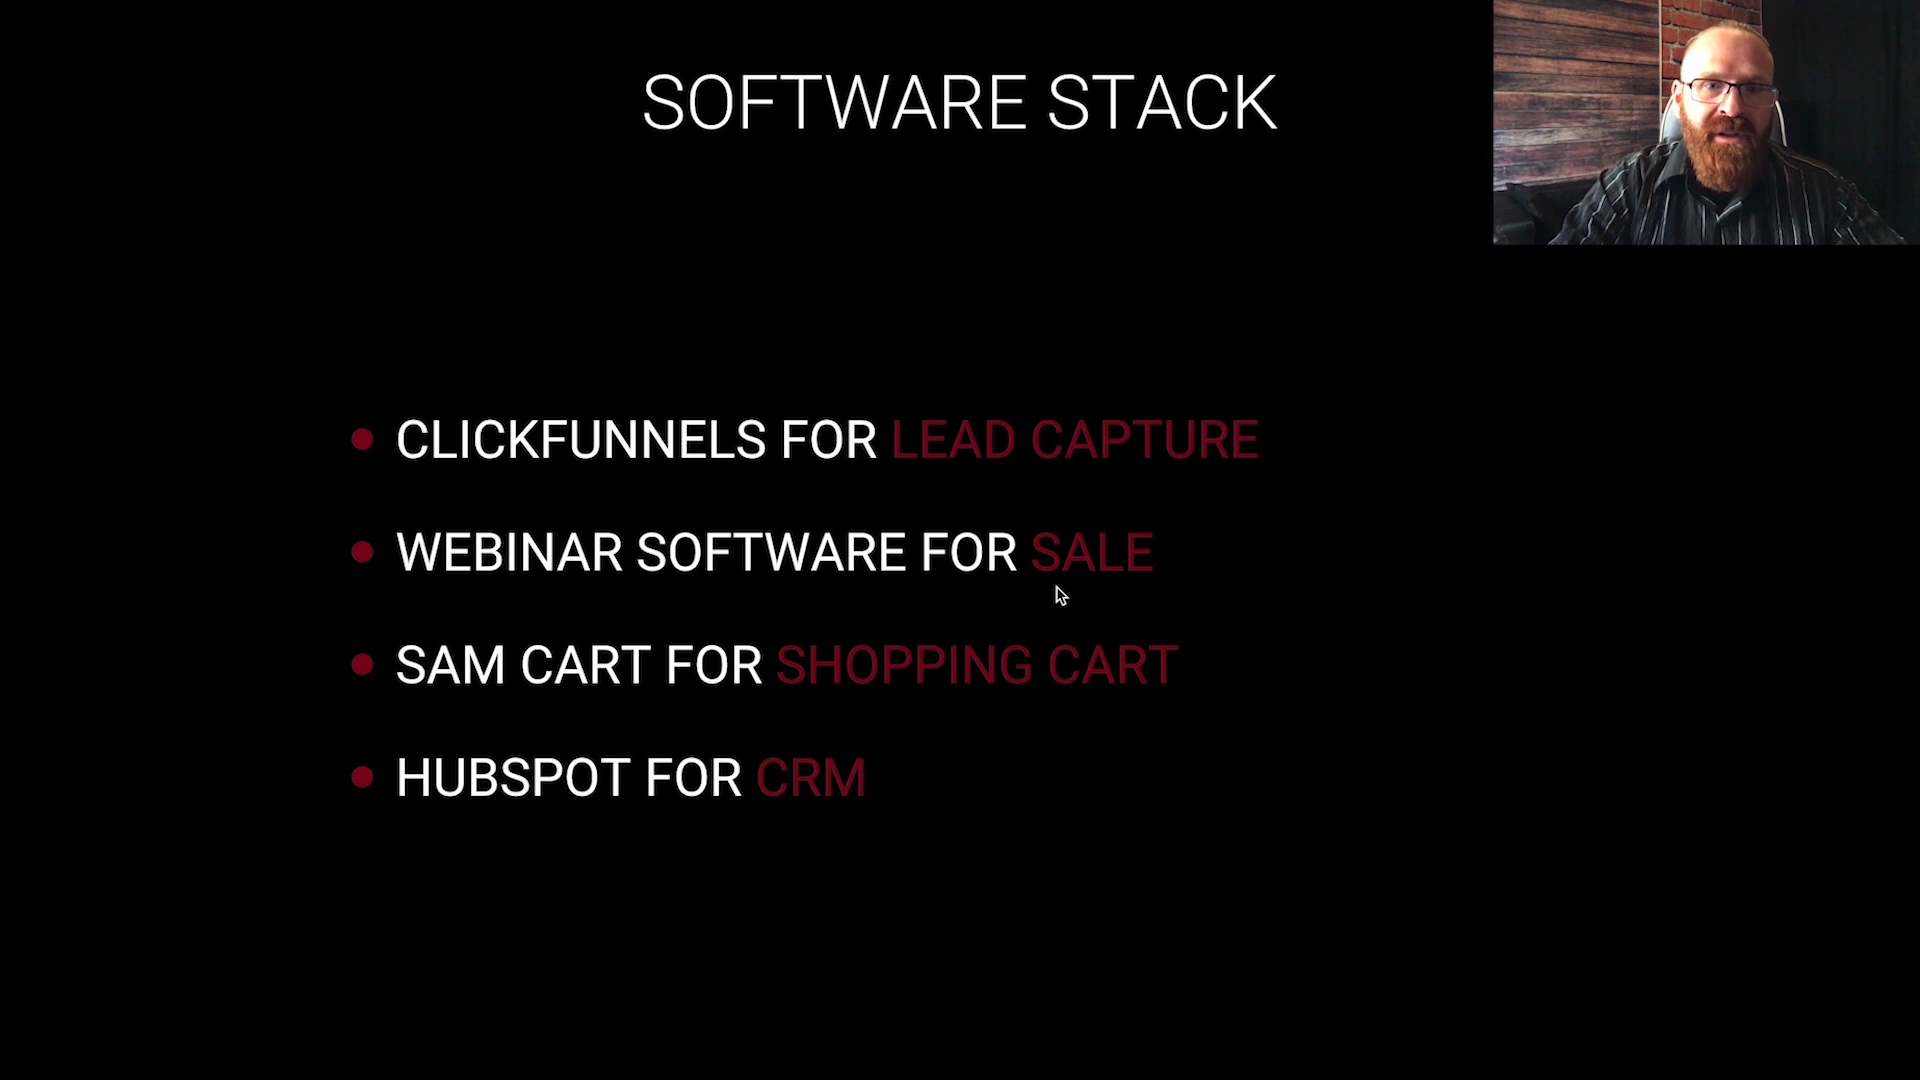 SOFTWARE STACK
CLICKFUNNELS FOR LEAD CAPTURE
WEBINAR SOFTWARE FOR SALE
SAM CART FOR SHOPPING CART
HUBSPOT FOR CRM